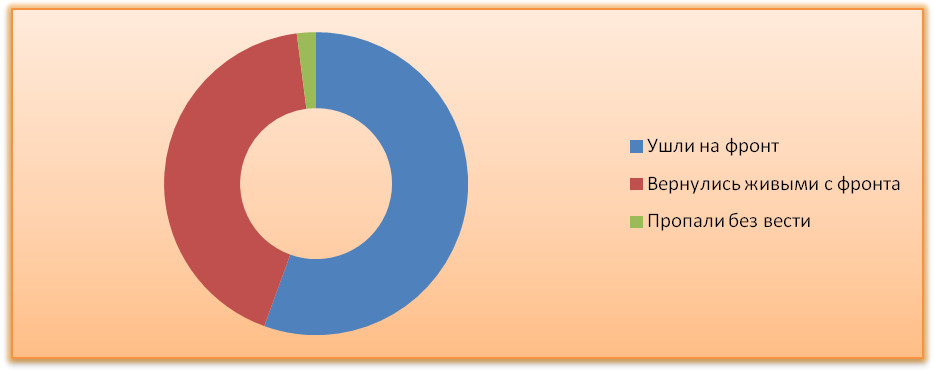 Ушли на фронт
Вернулись живыми с фронта
Пропали без вести